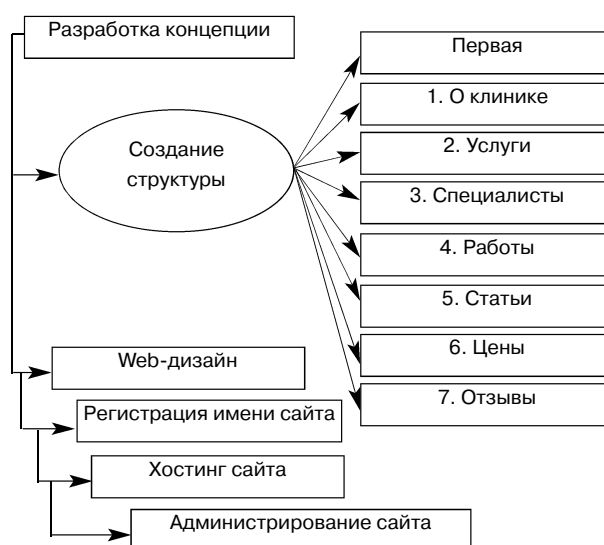 Разработка концепции
Создание
структуры
Первая
1. О клинике
2. Услуги
3. Специалисты
4. Работы
5. Статьи
6. Цены
7. Отзывы
Web-дизайн
Регистрация имени сайта
Хостинг сайта
Администрирование сайта